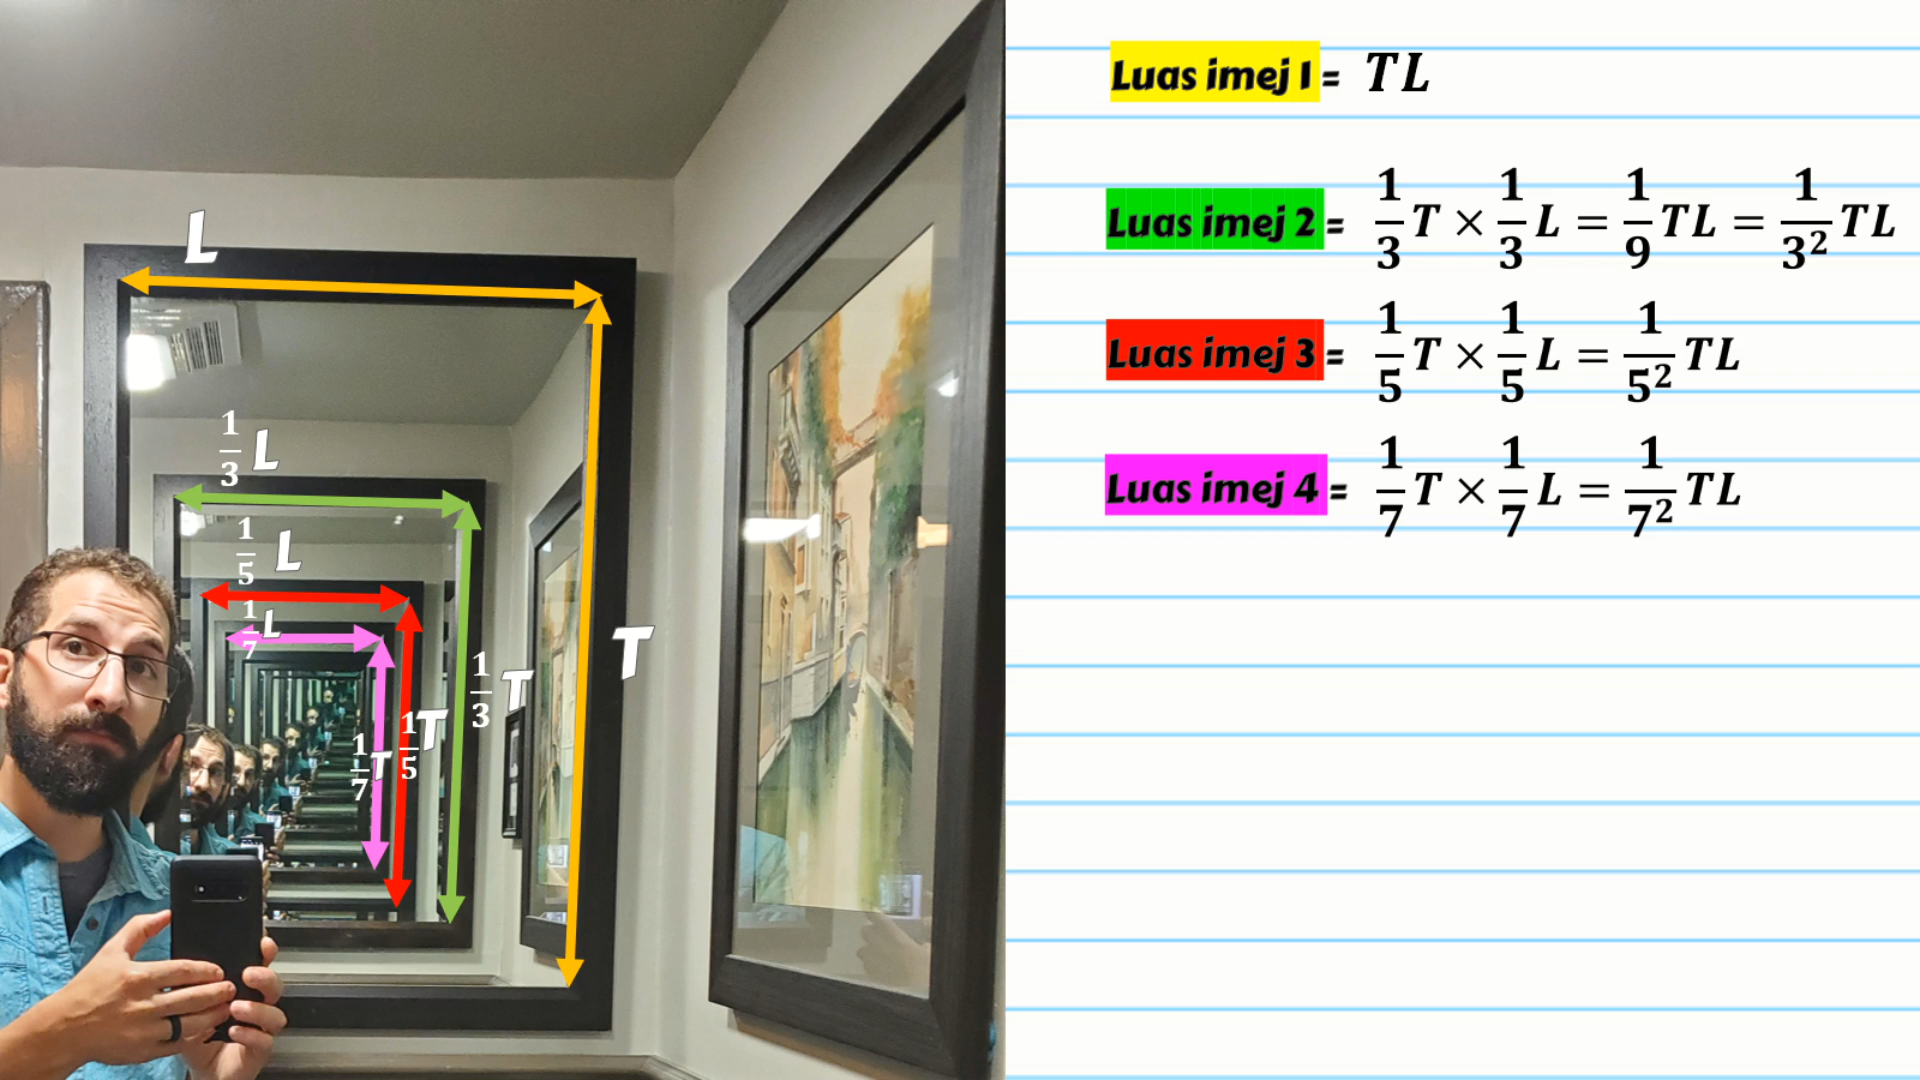 L
T
1/3 L
1/3 T
1/5 L
1/5 T
1/7 L
1/7 T
Luas imej 1 = TL
Luas imej 2 = 1/3 T × 1/3 L = 1/9 TL = 1/3² TL
Luas imej 3 = 1/5 T × 1/5 L = 1/5² TL
Luas imej 4 = 1/7 T × 1/7 L = 1/7² TL